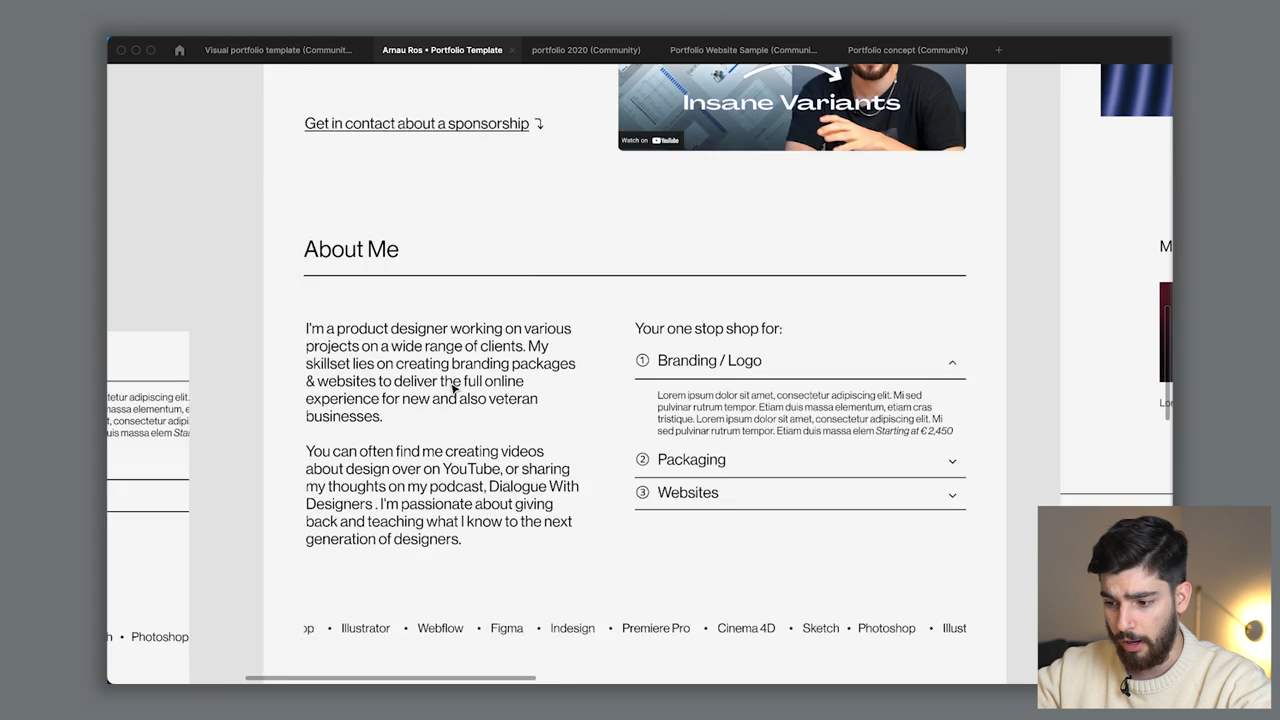 Visual portfolio template (Communit...
Arnau Ros • Portfolio Template
portfolio 2020 (Community)
Portfolio Website Sample (Communi...
Portfolio concept (Community)
Insane Variants
Watch on YouTube
Get in contact about a sponsorship
About Me
I'm a product designer working on various
projects on a wide range of clients. My
skillset lies on creating branding packages
& websites to deliver the full online
experience for new and also veteran
businesses.
You can often find me creating videos
about design over on YouTube, or sharing
my thoughts on my podcast, Dialogue With
Designers . I'm passionate about giving
back and teaching what I know to the next
generation of designers.
Your one stop shop for:
① Branding / Logo
Lorem ipsum dolor sit amet, consectetur adipiscing elit. Mi sed
pulvinar rutrum tempor. Etiam duis massa elementum, etiam cras
tristique. Lorem ipsum dolor sit amet, consectetur adipiscing elit. Mi
sed pulvinar rutrum tempor. Etiam duis massa elem Starting at € 2,450
② Packaging
③ Websites
op • Illustrator • Webflow • Figma • Indesign • Premiere Pro • Cinema 4D • Sketch • Photoshop • Illust
tetur adipiscing elit.
massa elementum, e
t, consectetur adipisci
uis massa elem Starti
h • Photoshop
M
Lor